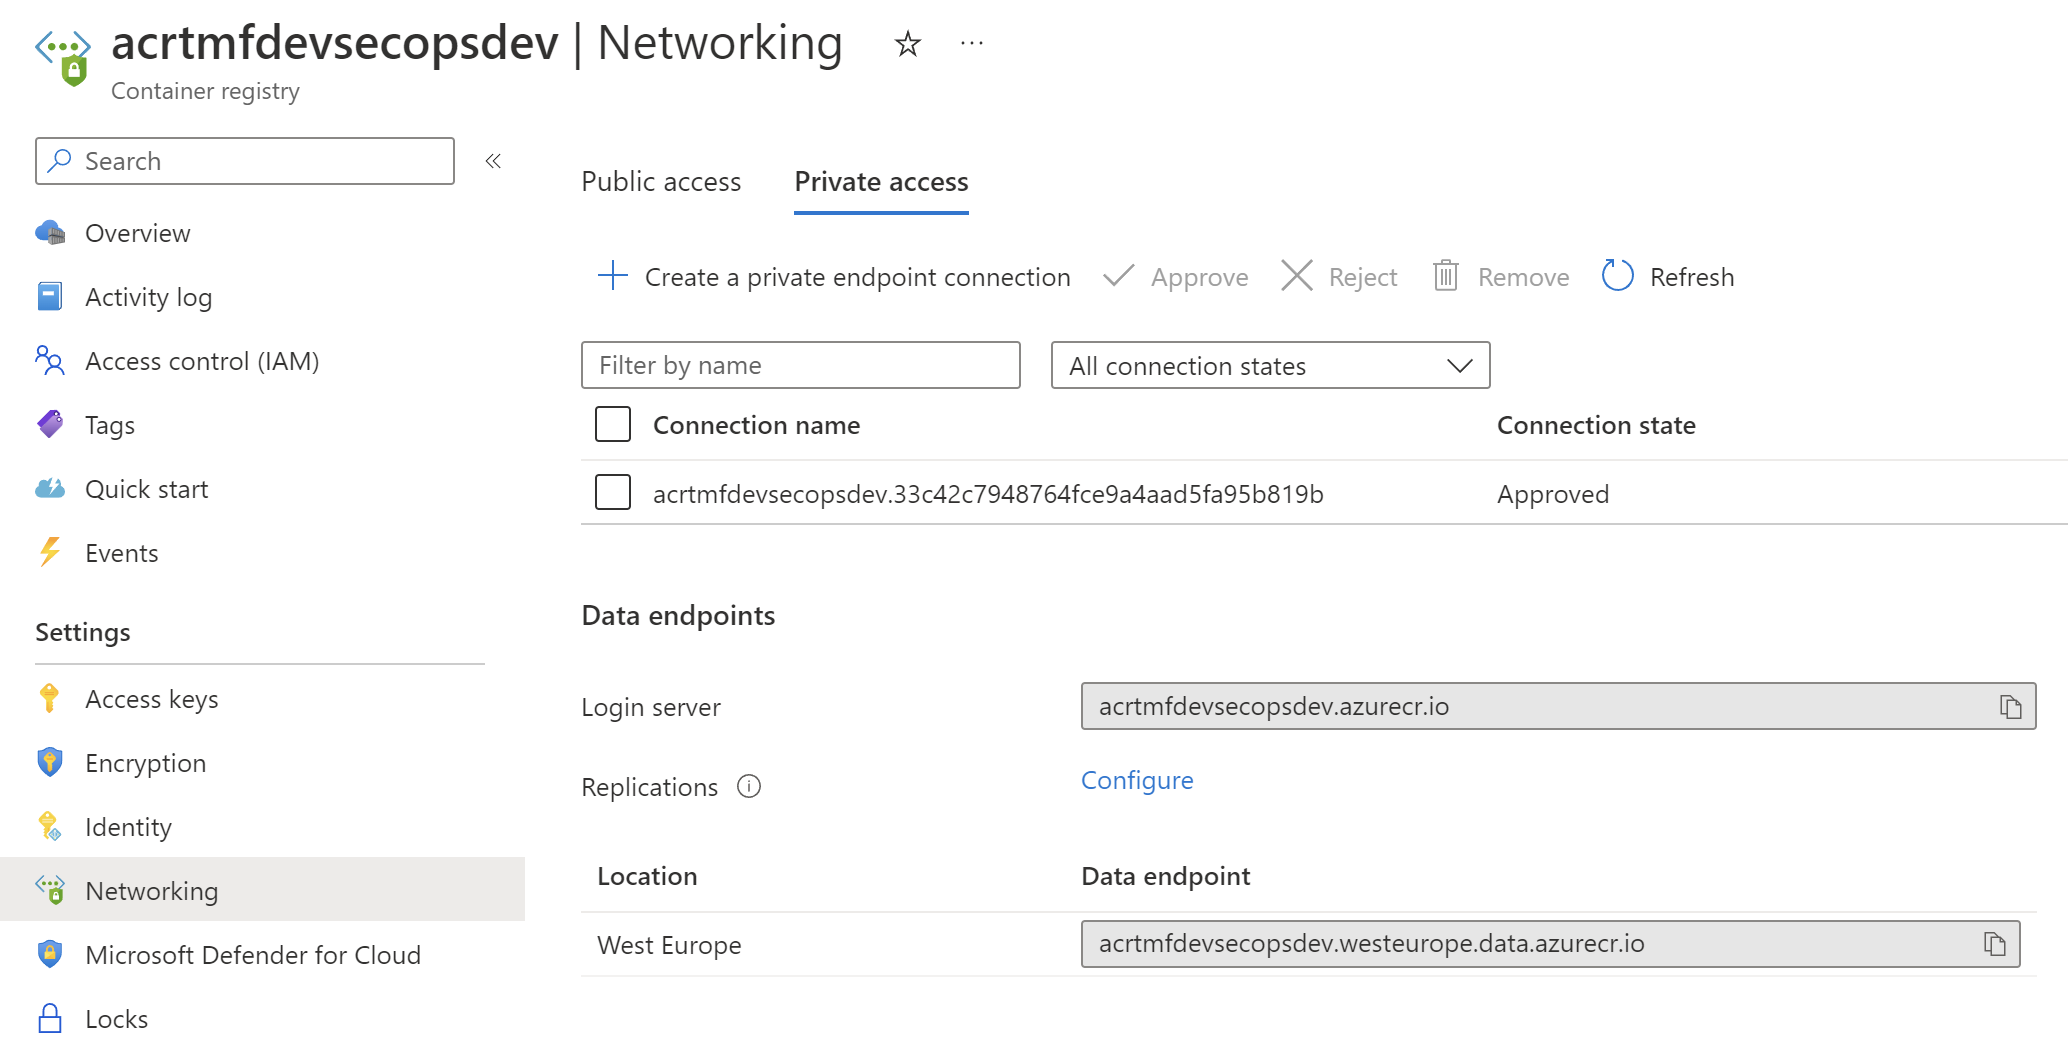 acrtmfdevsecopsdev | Networking
Container registry
Search
Overview
Activity log
Access control (IAM)
Tags
Quick start
Events
Settings
Access keys
Encryption
Identity
Networking
Microsoft Defender for Cloud
Locks
Public access
Private access
Create a private endpoint connection
Approve
Reject
Remove
Refresh
Filter by name
All connection states
Connection name
Connection state
acrtmfdevsecopsdev.33c42c7948764fce9a4aad5fa95b819b
Approved
Data endpoints
Login server
acrtmfdevsecopsdev.azurecr.io
Replications
Configure
Location
Data endpoint
West Europe
acrtmfdevsecopsdev.westeurope.data.azurecr.io